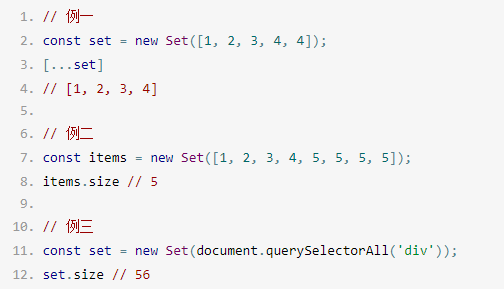 1. // 例一
2. const set = new Set([1, 2, 3, 4, 4]);
3. [...set]
4. // [1, 2, 3, 4]
5.
6. // 例二
7. const items = new Set([1, 2, 3, 4, 5, 5, 5, 5]);
8. items.size // 5
9.
10. // 例三
11. const set = new Set(document.querySelectorAll('div'));
12. set.size // 56